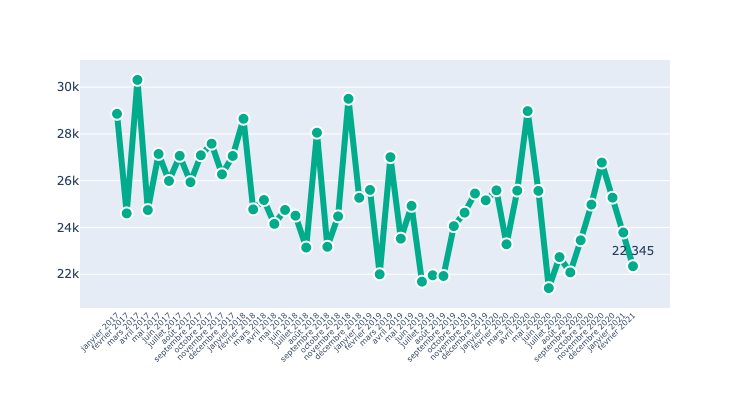 30k
28k
26k
24k
22k
22,345
janvier 2017
février 2017
mars 2017
avril 2017
mai 2017
juin 2017
juillet 2017
août 2017
septembre 2017
octobre 2017
novembre 2017
décembre 2017
janvier 2018
février 2018
mars 2018
avril 2018
mai 2018
juin 2018
juillet 2018
août 2018
septembre 2018
octobre 2018
novembre 2018
décembre 2018
janvier 2019
février 2019
mars 2019
avril 2019
mai 2019
juin 2019
juillet 2019
août 2019
septembre 2019
octobre 2019
novembre 2019
décembre 2019
janvier 2020
février 2020
mars 2020
avril 2020
mai 2020
juin 2020
juillet 2020
août 2020
septembre 2020
octobre 2020
novembre 2020
décembre 2020
janvier 2021
février 2021